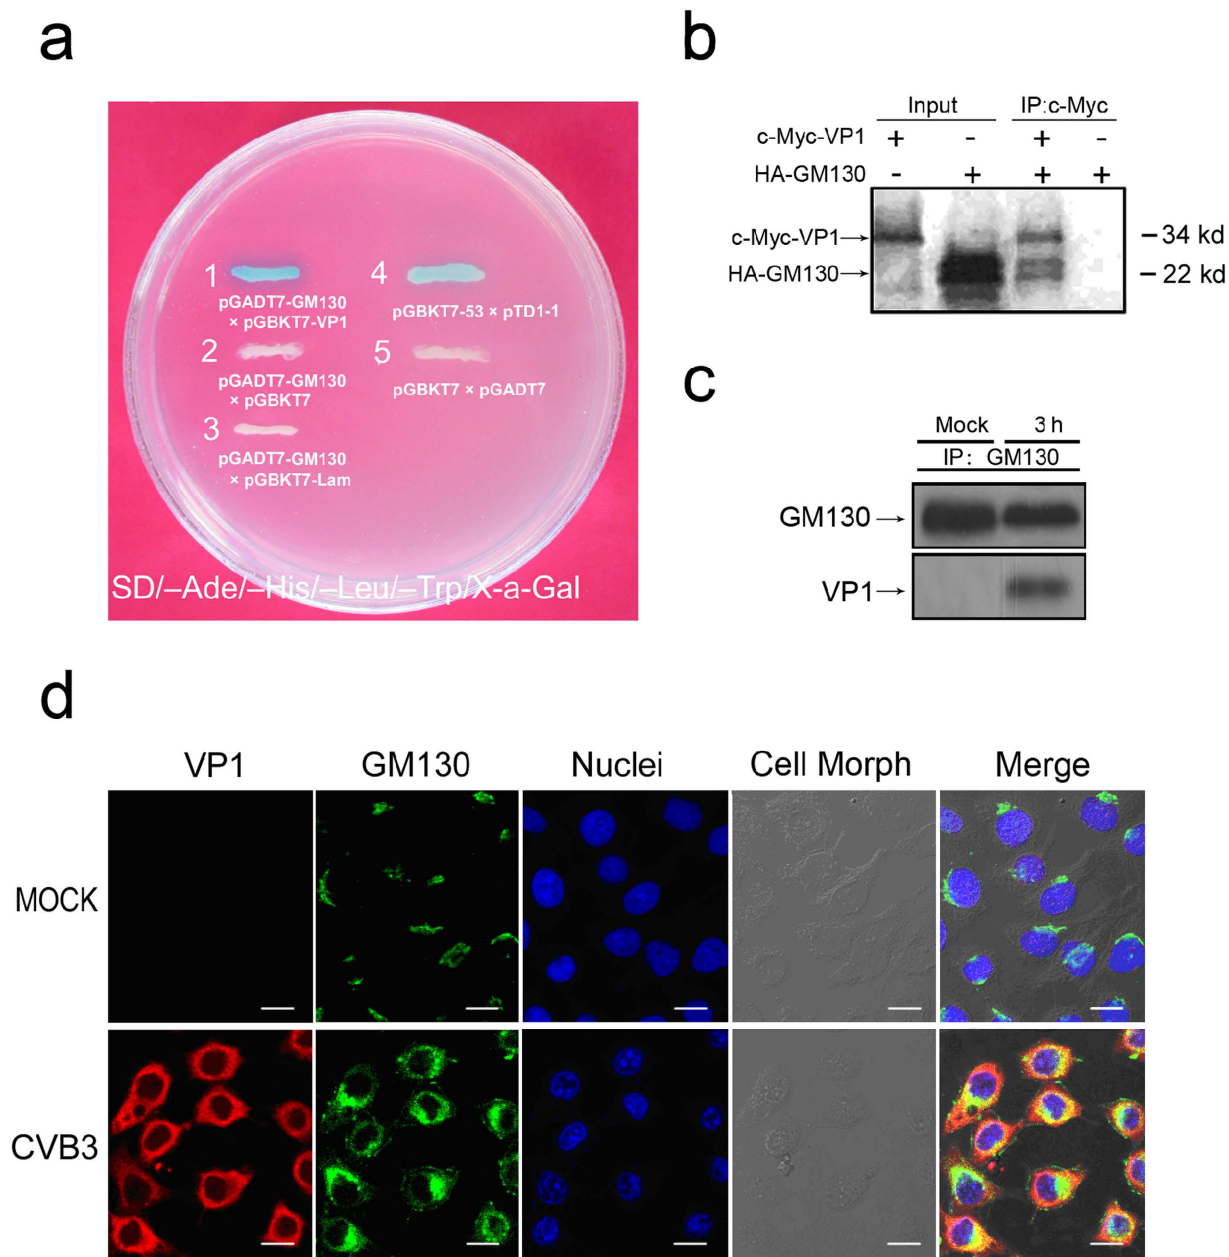 a
1
pGADT7-GM130
× pGBKT7-VP1
2
pGADT7-GM130
× pGBKT7
3
pGADT7-GM130
× pGBKT7-Lam
4
pGBKT7-53 × pTD1-1
5
pGBKT7 × pGADT7
SD/–Ade/–His/–Leu/–Trp/X-a-Gal
b
Input IP:c-Myc
c-Myc-VP1 + - + -
HA-GM130 - + + +
c-Myc-VP1 – 34 kd
HA-GM130 – 22 kd
c
Mock 3 h
IP: GM130
GM130
VP1
d
VP1 GM130 Nuclei Cell Morph Merge
MOCK
CVB3